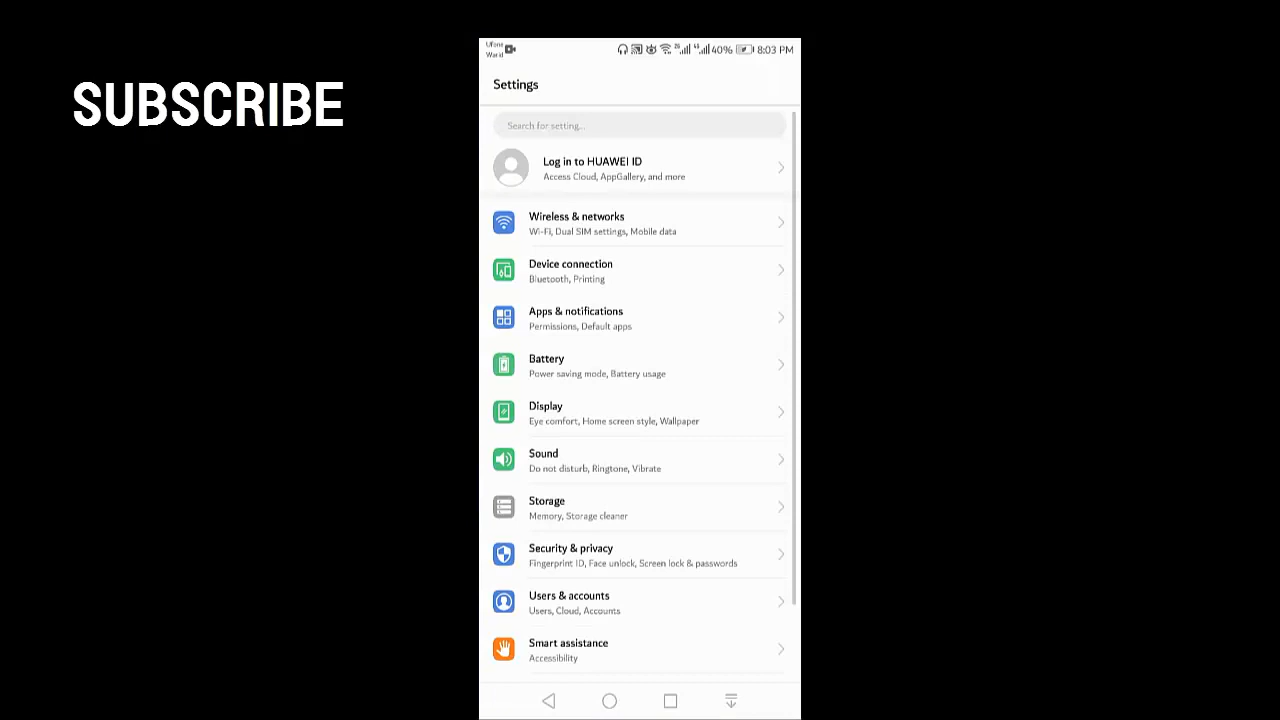 SUBSCRIBE
Ufone
Warid
2G
4G
40%
8:03 PM
Settings
Search for setting...
Log in to HUAWEI ID
Access Cloud, AppGallery, and more
Wireless & networks
Wi-Fi, Dual SIM settings, Mobile data
Device connection
Bluetooth, Printing
Apps & notifications
Permissions, Default apps
Battery
Power saving mode, Battery usage
Display
Eye comfort, Home screen style, Wallpaper
Sound
Do not disturb, Ringtone, Vibrate
Storage
Memory, Storage cleaner
Security & privacy
Fingerprint ID, Face unlock, Screen lock & passwords
Users & accounts
Users, Cloud, Accounts
Smart assistance
Accessibility